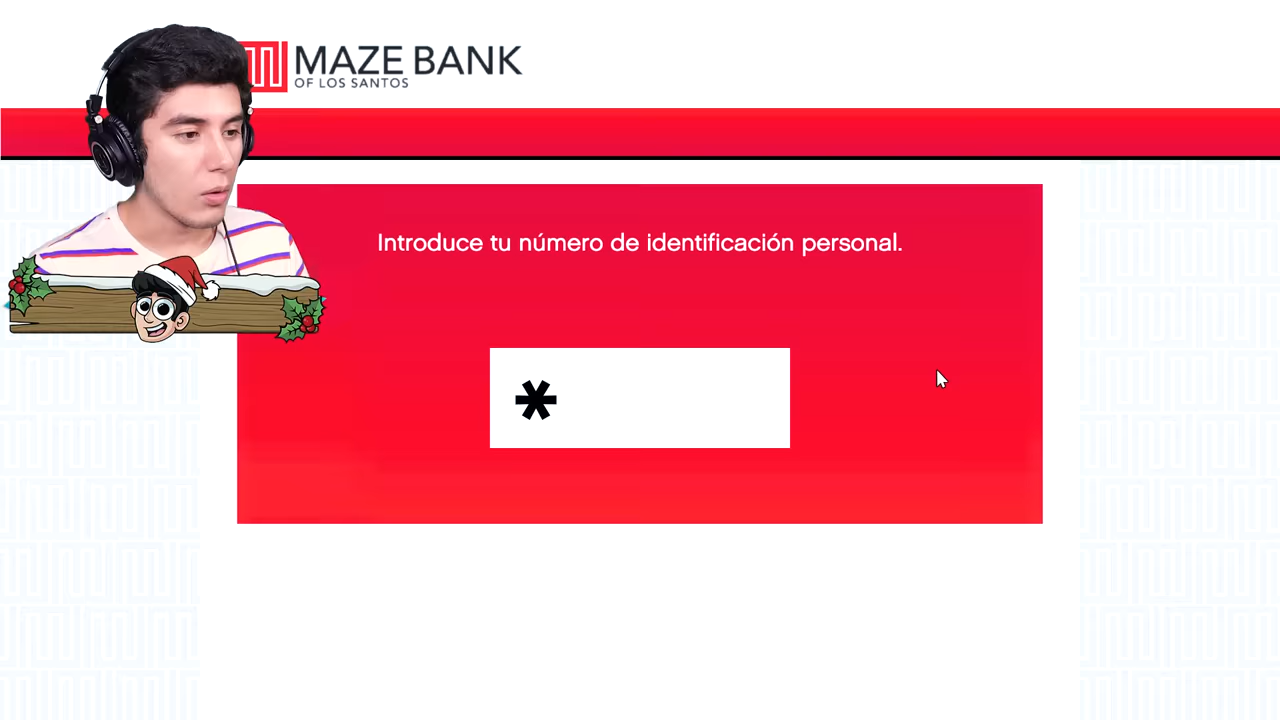 MAZE BANK
OF LOS SANTOS
Introduce tu número de identificación personal.
*